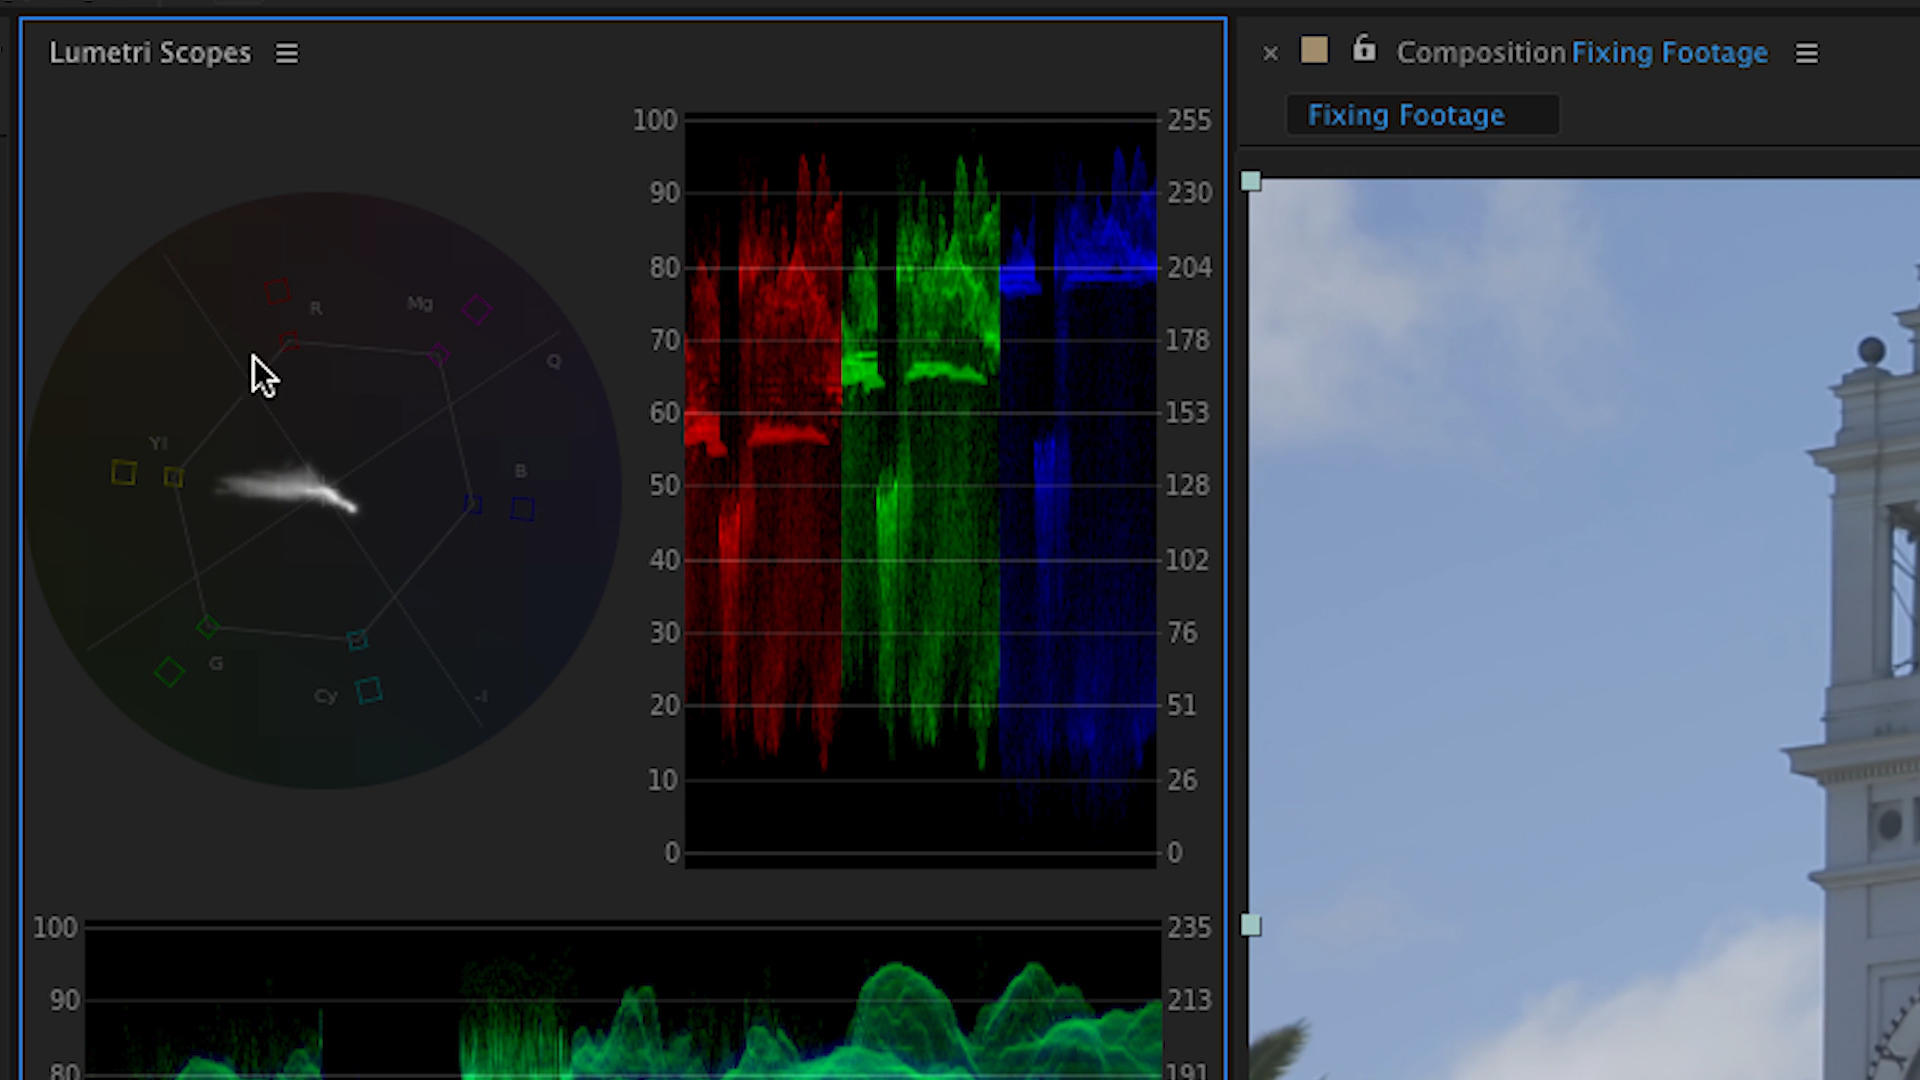 Lumetri Scopes
Composition Fixing Footage
Fixing Footage
R
Mg
Q
Yl
B
G
Cy
-I
100 255
90 230
80 204
70 178
60 153
50 128
40 102
30 76
20 51
10 26
0 0
100 235
90 213
80 191